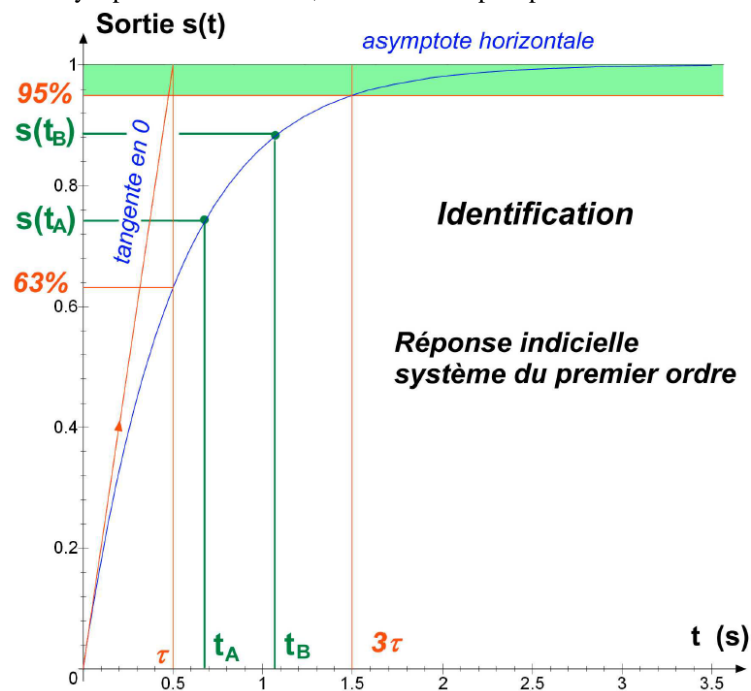 Sortie s(t)
asymptote horizontale
1
95%
s(tB)
tangente en 0
0.8
s(tA)
Identification
63%
0.6
Réponse indicielle
système du premier ordre
0.4
0.2
τ
tA
tB
3τ
t (s)
0
0.5
1
1.5
2
2.5
3
3.5